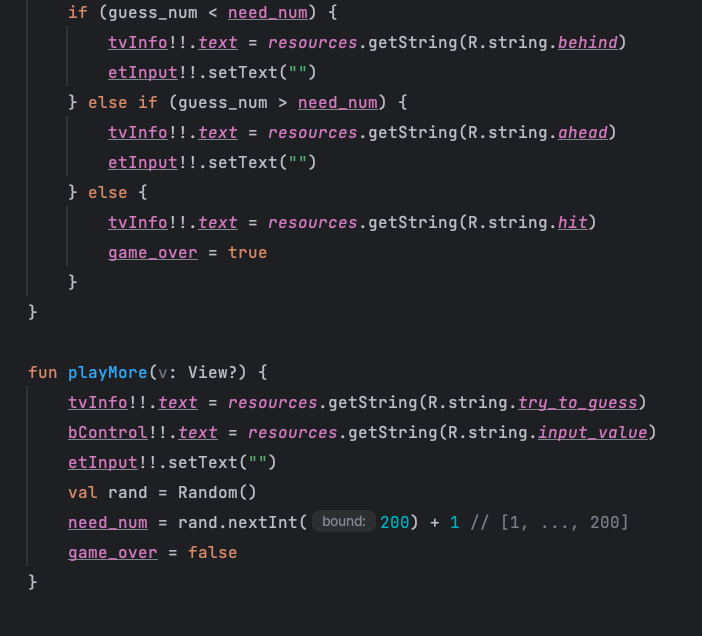 if (guess_num < need_num) {
tvInfo!!.text = resources.getString(R.string.behind)
etInput!!.setText("")
} else if (guess_num > need_num) {
tvInfo!!.text = resources.getString(R.string.ahead)
etInput!!.setText("")
} else {
tvInfo!!.text = resources.getString(R.string.hit)
game_over = true
}
}
fun playMore(v: View?) {
tvInfo!!.text = resources.getString(R.string.try_to_guess)
bControl!!.text = resources.getString(R.string.input_value)
etInput!!.setText("")
val rand = Random()
need_num = rand.nextInt( bound: 200) + 1 // [1, ..., 200]
game_over = false
}